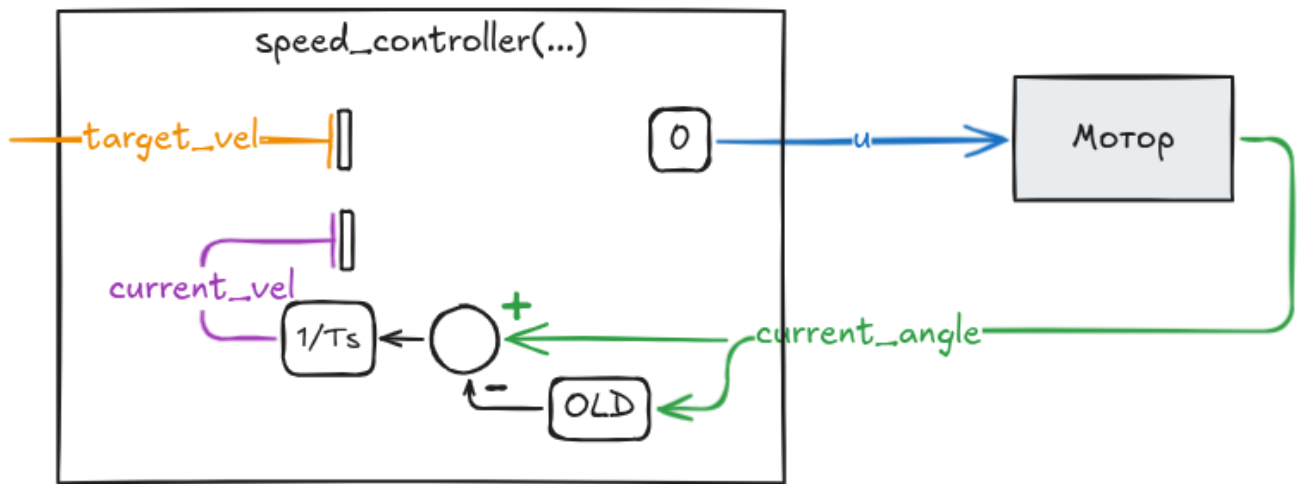 speed_controller(...)
target_vel
0
u
Мотор
current_vel
1/Ts
+
current_angle
-
OLD